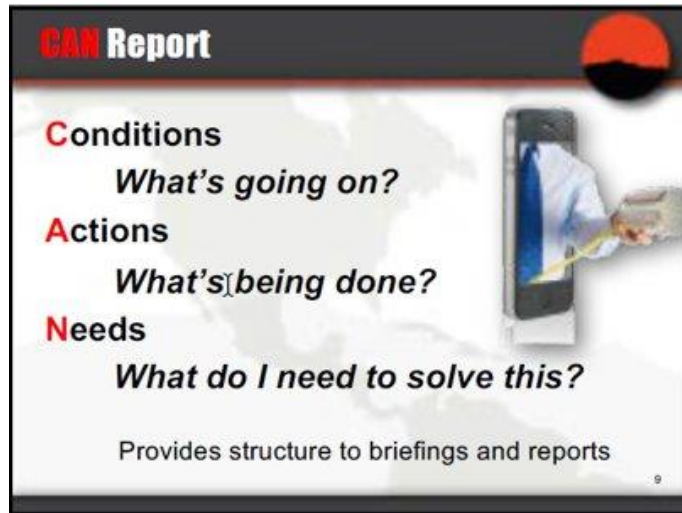 CAN Report
Conditions
What's going on?
Actions
What's being done?
Needs
What do I need to solve this?
Provides structure to briefings and reports
9